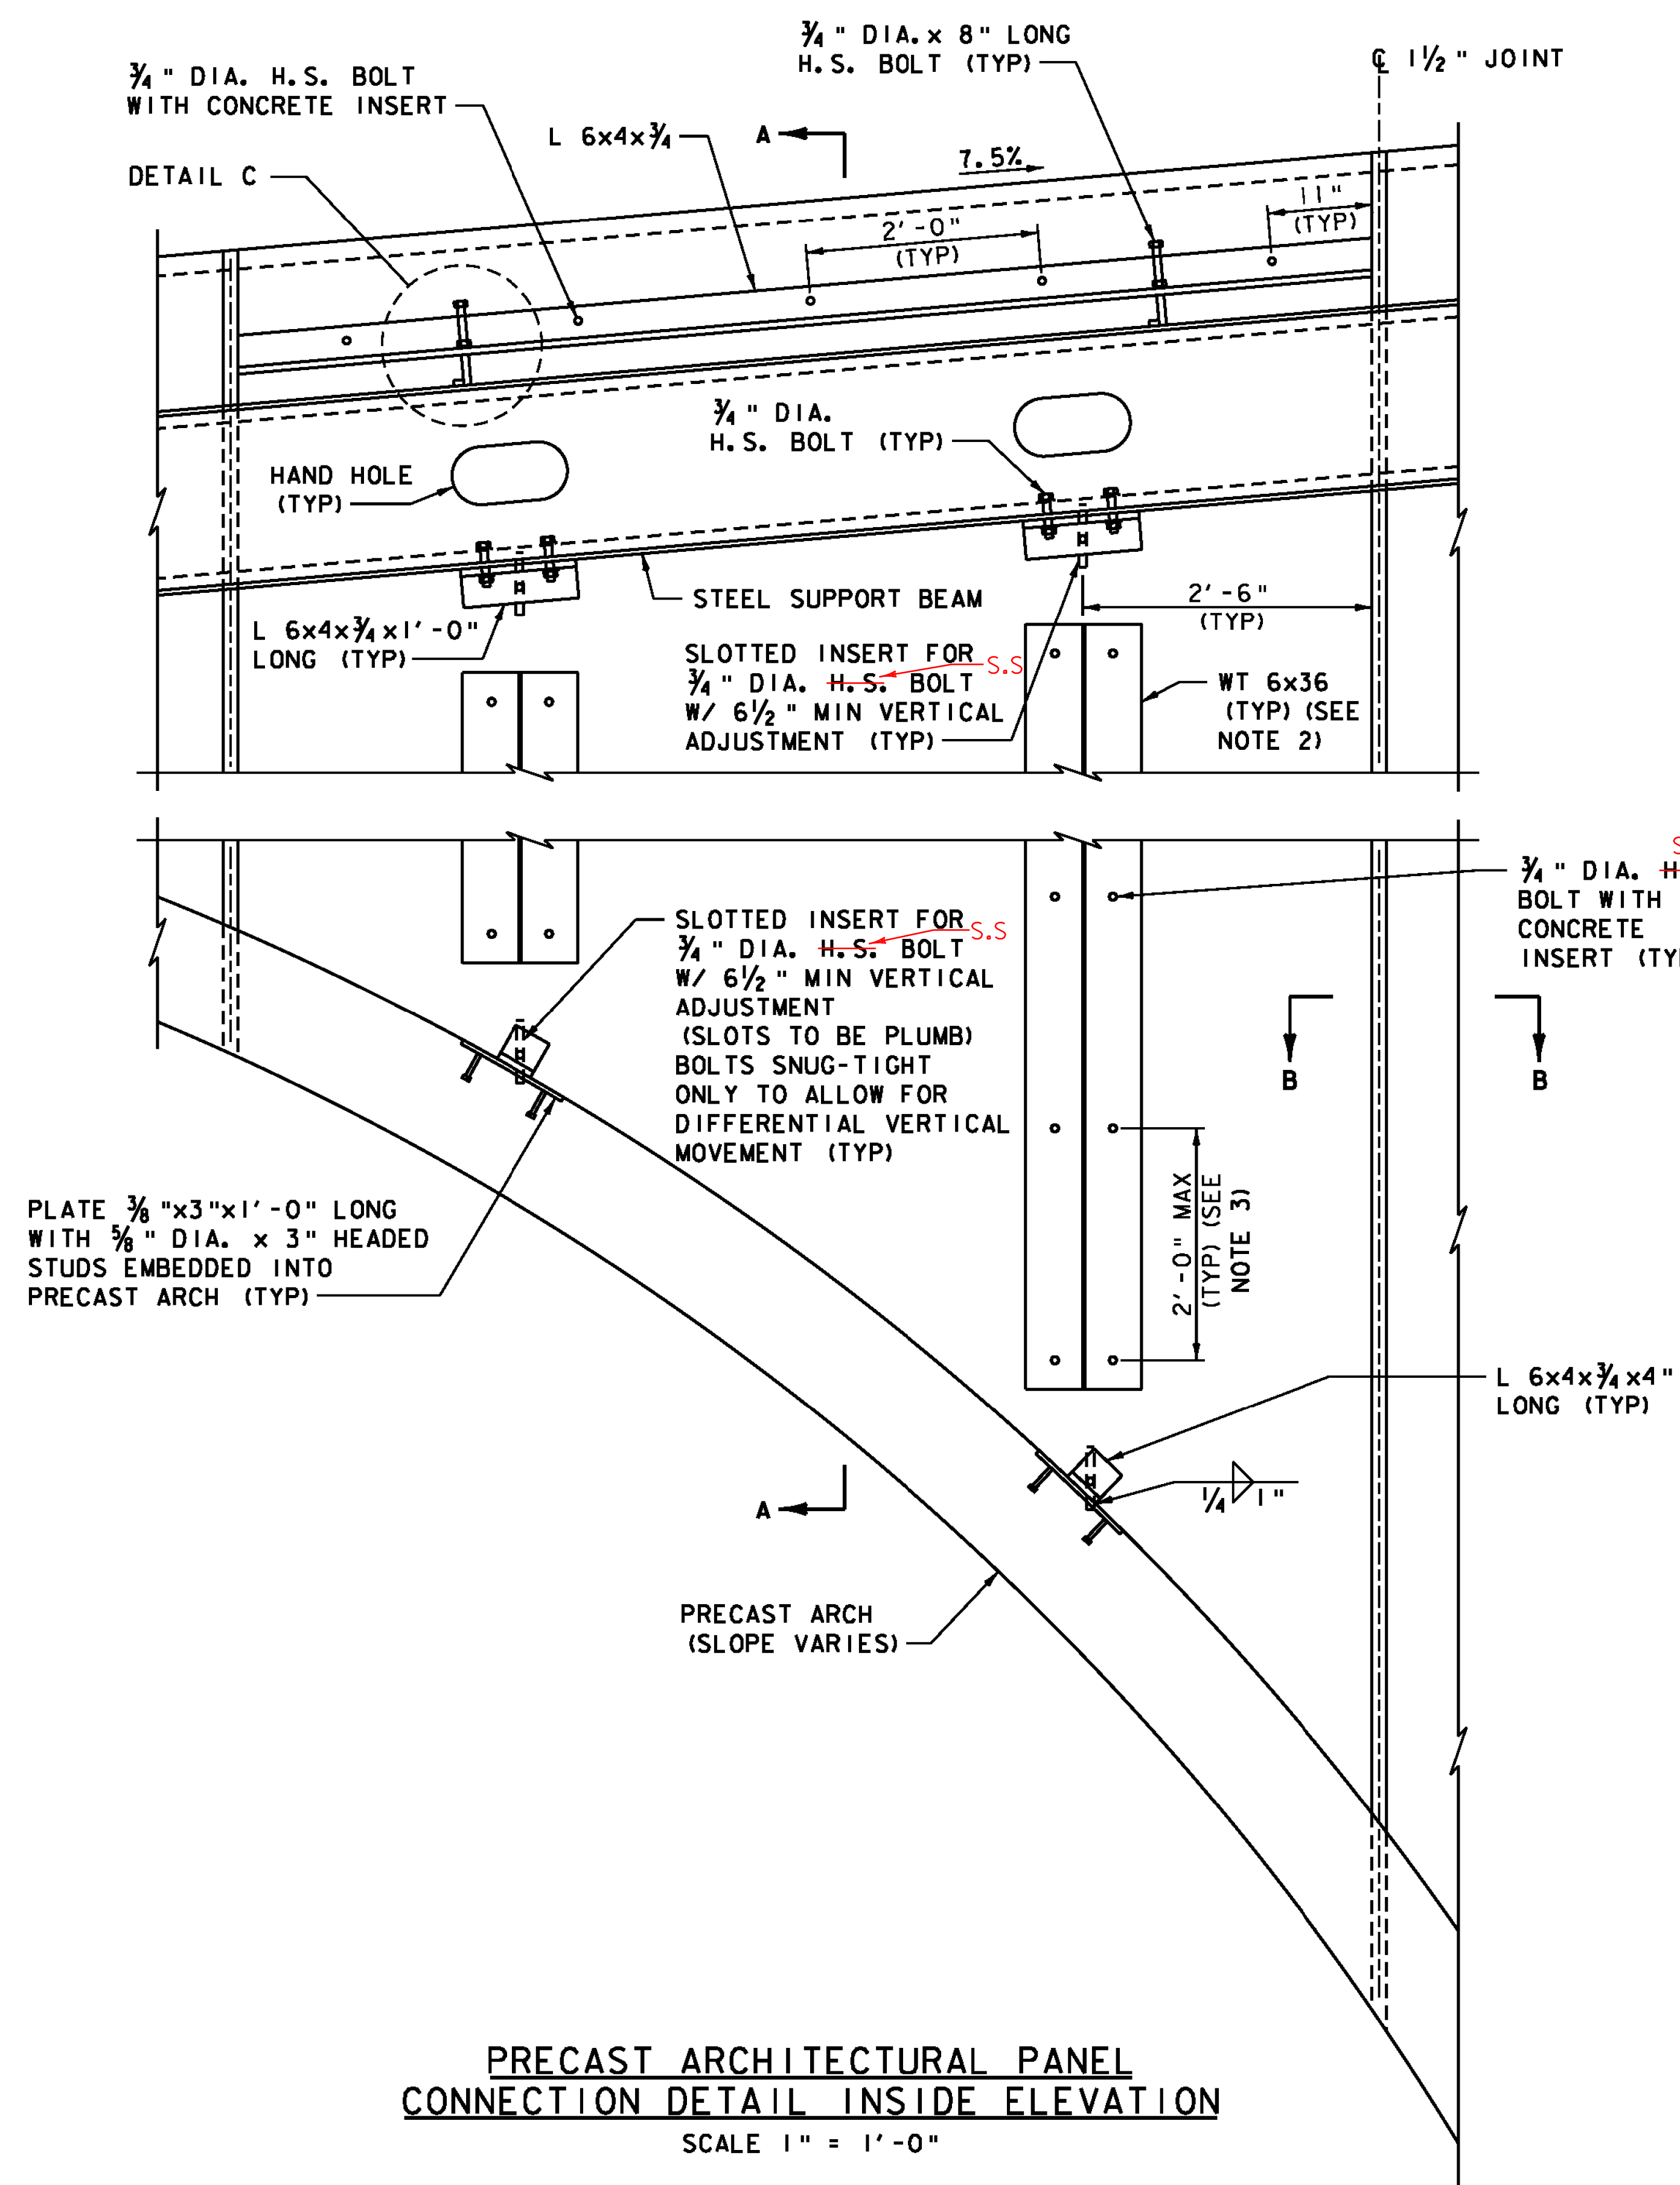 ¾" DIA. x 8" LONG
H.S. BOLT (TYP)
℄ 1½" JOINT
¾" DIA. H.S. BOLT
WITH CONCRETE INSERT
L 6x4x¾
A
7.5%
DETAIL C
11"
(TYP)
2'-0"
(TYP)
¾" DIA.
H.S. BOLT (TYP)
HAND HOLE
(TYP)
STEEL SUPPORT BEAM
2'-6"
(TYP)
L 6x4x¾x1'-0"
LONG (TYP)
SLOTTED INSERT FOR
¾" DIA. H.S. BOLT
S.S
W/ 6½" MIN VERTICAL
ADJUSTMENT (TYP)
WT 6x36
(TYP) (SEE
NOTE 2)
¾" DIA.
BOLT WITH
CONCRETE
INSERT
SLOTTED INSERT FOR
¾" DIA. H.S. BOLT
S.S
W/ 6½" MIN VERTICAL
ADJUSTMENT
(SLOTS TO BE PLUMB)
BOLTS SNUG-TIGHT
ONLY TO ALLOW FOR
DIFFERENTIAL VERTICAL
MOVEMENT (TYP)
B
B
PLATE ⅜"x3"x1'-0" LONG
WITH ⅝" DIA. x 3" HEADED
STUDS EMBEDDED INTO
PRECAST ARCH (TYP)
2'-0" MAX
(TYP) (SEE
NOTE 3)
L 6x4x¾x4"
LONG (TYP)
A
¼
1"
PRECAST ARCH
(SLOPE VARIES)
PRECAST ARCHITECTURAL PANEL
CONNECTION DETAIL INSIDE ELEVATION
SCALE 1" = 1'-0"